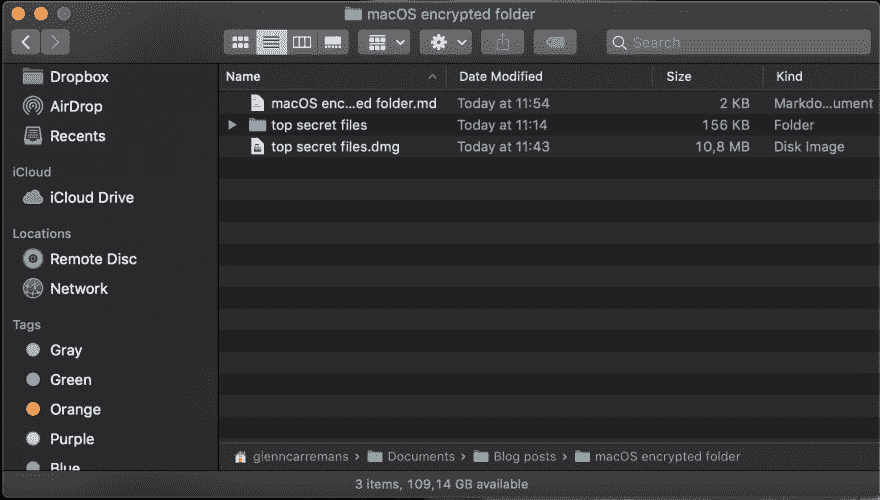 macOS encrypted folder
Search
Dropbox
AirDrop
Recents
iCloud
iCloud Drive
Locations
Remote Disc
Network
Tags
Gray
Green
Orange
Purple
Blue
Name Date Modified Size Kind
macOS enc...ed folder.md Today at 11:54 2 KB Markdo...ument
top secret files Today at 11:14 156 KB Folder
top secret files.dmg Today at 11:43 10,8 MB Disk Image
glenncarremans › Documents › Blog posts › macOS encrypted folder
3 items, 109,14 GB available